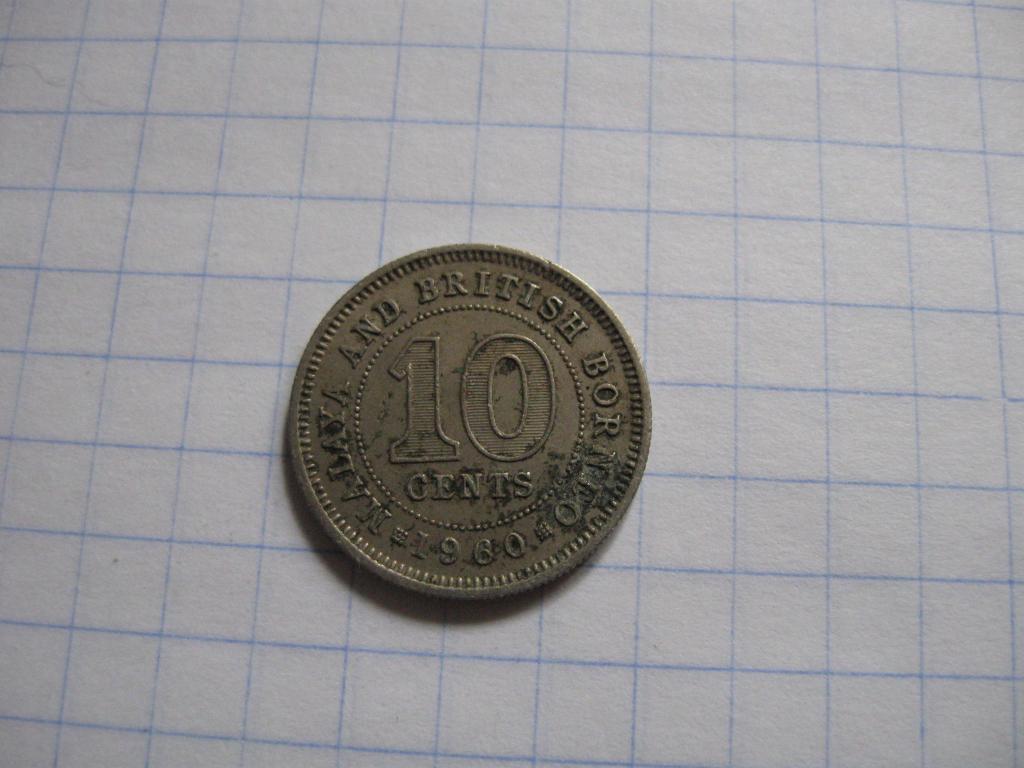 MALAYA AND BRITISH BORNEO
10
CENTS
1960